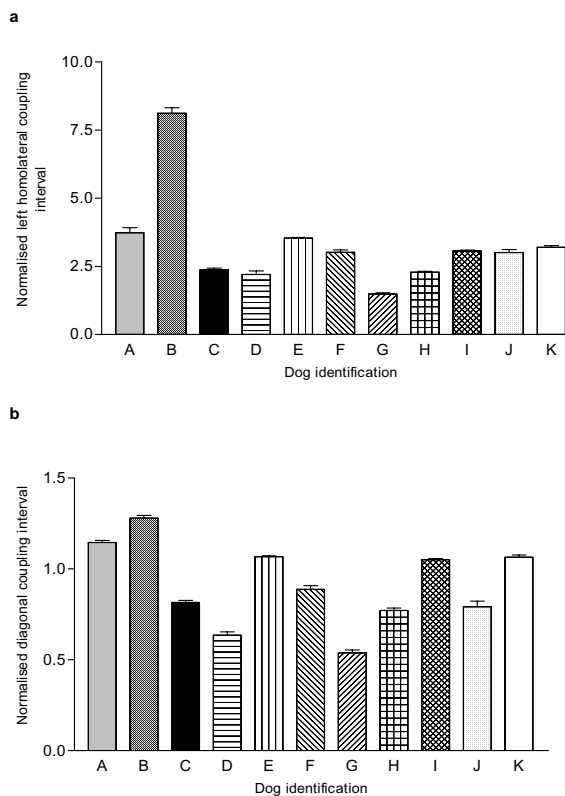 a
Normalised left homolateral coupling
interval
10.0
7.5
5.0
2.5
0.0
A B C D E F G H I J K
Dog identification
b
Normalised diagonal coupling interval
1.5
1.0
0.5
0.0
A B C D E F G H I J K
Dog identification